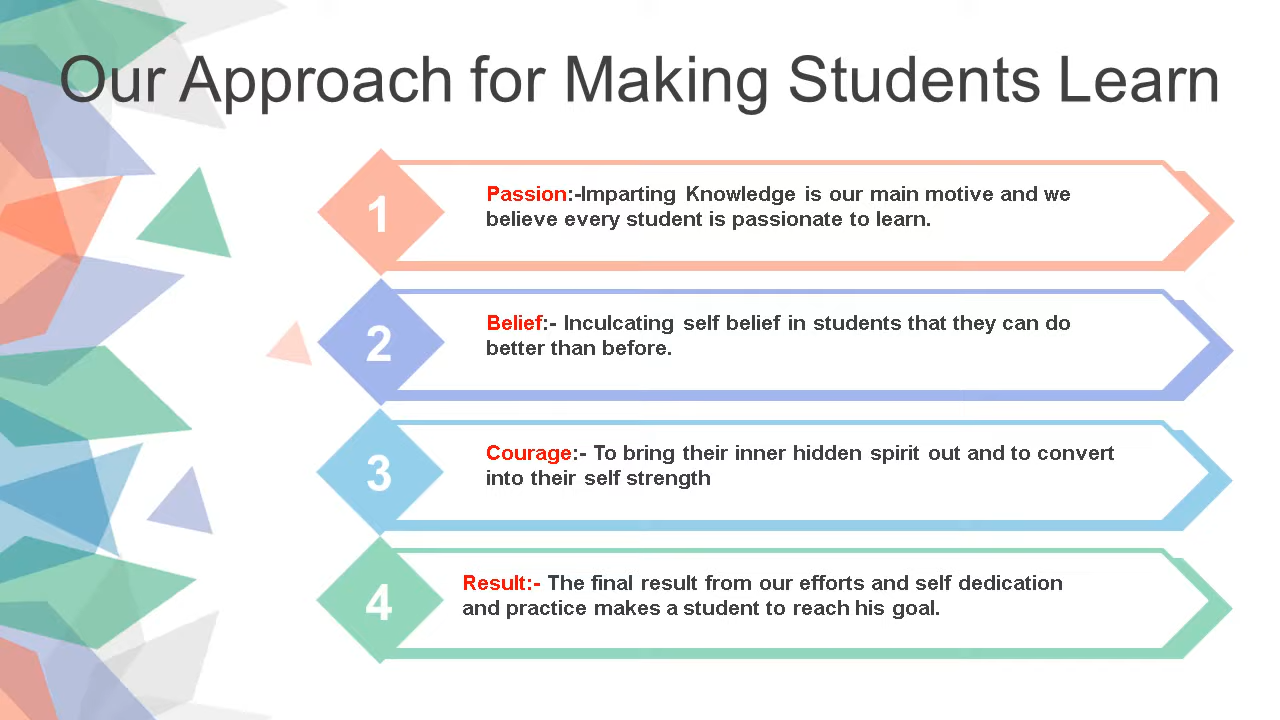 Our Approach for Making Students Learn
1
Passion:-Imparting Knowledge is our main motive and we
believe every student is passionate to learn.
2
Belief:- Inculcating self belief in students that they can do
better than before.
3
Courage:- To bring their inner hidden spirit out and to convert
into their self strength
4
Result:- The final result from our efforts and self dedication
and practice makes a student to reach his goal.